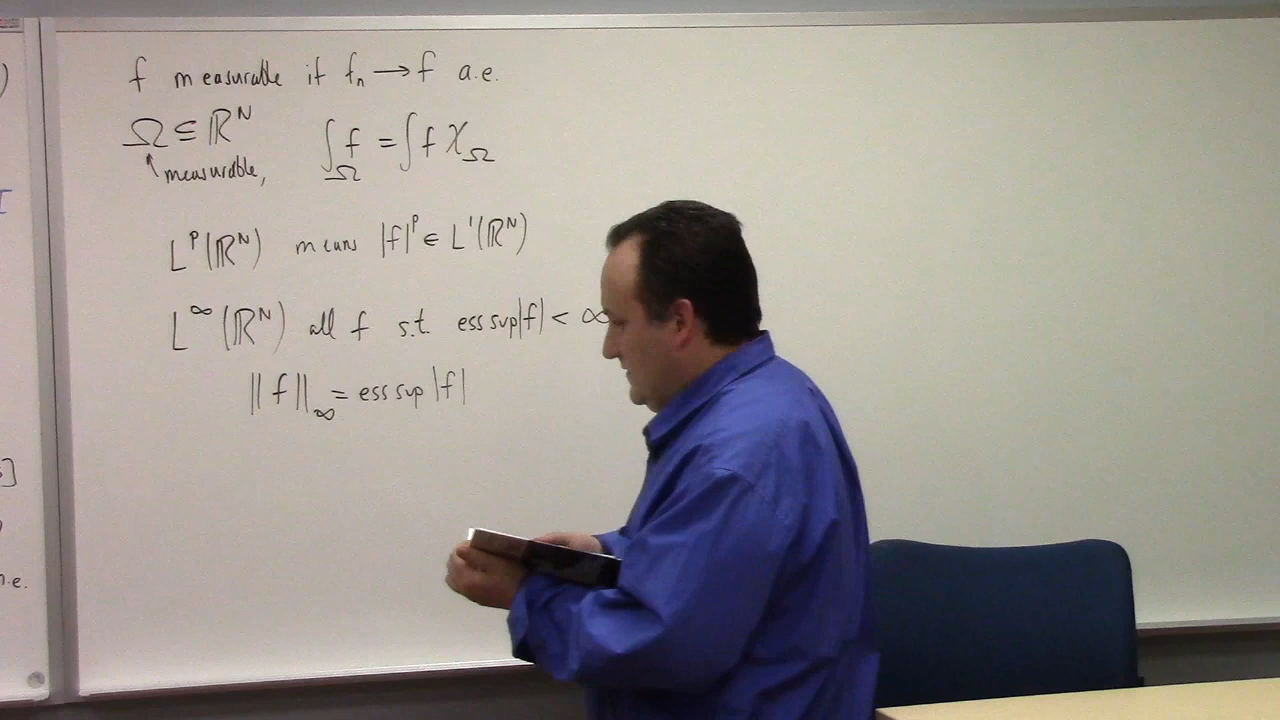 f measurable if fₙ → f a.e.
Ω ⊆ ℝᴺ ∫_Ω f = ∫ f χ_Ω
↑ measurable,
Lᵖ(ℝᴺ) means |f|ᵖ ∈ L¹(ℝᴺ)
L^∞(ℝᴺ) all f s.t. ess sup|f| < ∞
||f||_∞ = ess sup |f|